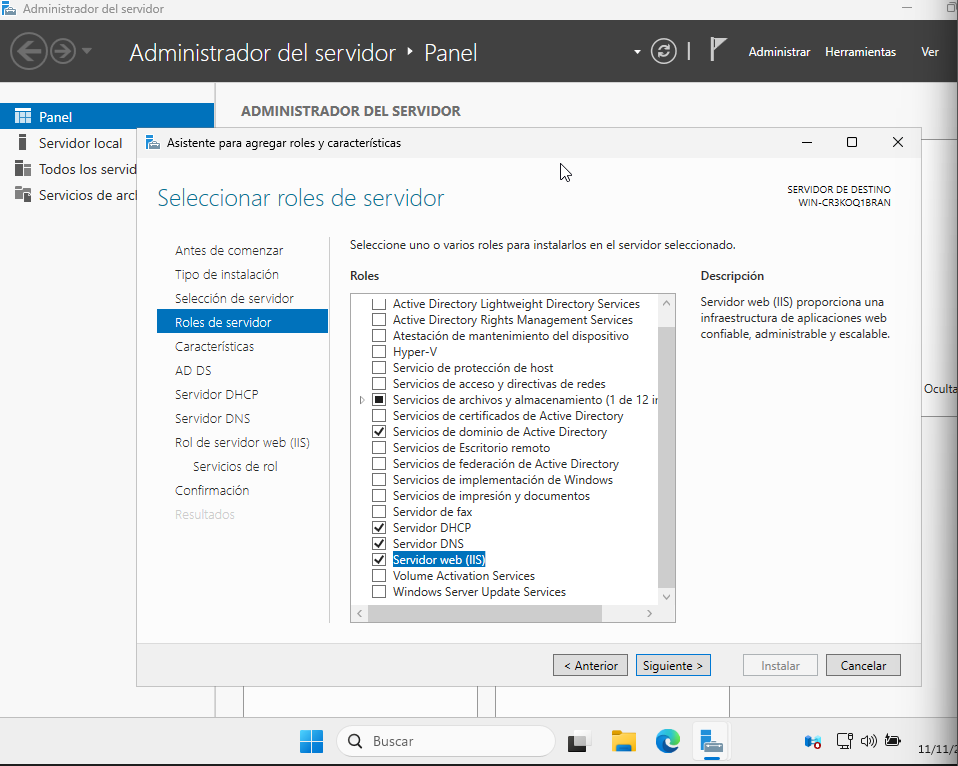 Administrador del servidor
Administrador del servidor ‣ Panel
Administrar Herramientas Ver
Panel
Servidor local
Todos los servid
Servicios de arc
ADMINISTRADOR DEL SERVIDOR
Asistente para agregar roles y características
Seleccionar roles de servidor
SERVIDOR DE DESTINO
WIN-CR3KOQ1BRAN
Antes de comenzar
Tipo de instalación
Selección de servidor
Roles de servidor
Características
AD DS
Servidor DHCP
Servidor DNS
Rol de servidor web (IIS)
Servicios de rol
Confirmación
Resultados
Seleccione uno o varios roles para instalarlos en el servidor seleccionado.
Roles
Active Directory Lightweight Directory Services
Active Directory Rights Management Services
Atestación de mantenimiento del dispositivo
Hyper-V
Servicio de protección de host
Servicios de acceso y directivas de redes
Servicios de archivos y almacenamiento (1 de 12 in
Servicios de certificados de Active Directory
Servicios de dominio de Active Directory
Servicios de Escritorio remoto
Servicios de federación de Active Directory
Servicios de implementación de Windows
Servicios de impresión y documentos
Servidor de fax
Servidor DHCP
Servidor DNS
Servidor web (IIS)
Volume Activation Services
Windows Server Update Services
Descripción
Servidor web (IIS) proporciona una
infraestructura de aplicaciones web
confiable, administrable y escalable.
Oculta
< Anterior
Siguiente >
Instalar
Cancelar
Buscar
11/11/2